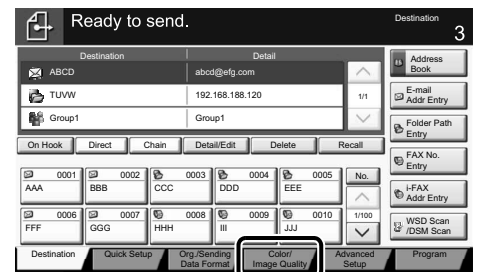 Ready to send.
Destination
3
Destination Detail
ABCD abcd@efg.com
TUVW 192.168.188.120
1/1
Group1 Group1
On Hook Direct Chain Detail/Edit Delete Recall
0001 0002 0003 0004 0005 No.
AAA BBB CCC DDD EEE
0006 0007 0008 0009 0010 1/100
FFF GGG HHH III JJJ
Address
Book
E-mail
Addr Entry
Folder Path
Entry
FAX No.
Entry
i-FAX
Addr Entry
WSD Scan
/DSM Scan
Destination Quick Setup Org./Sending
Data Format Color/
Image Quality Advanced
Setup Program